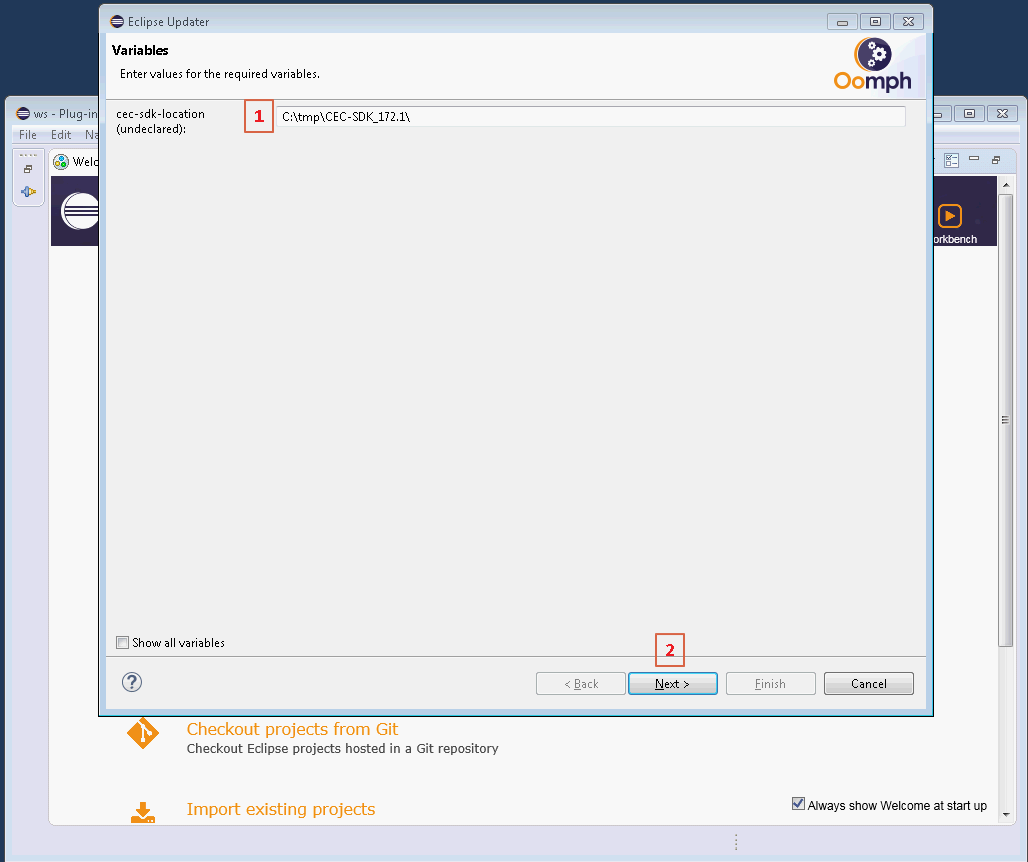 Eclipse Updater
Variables
Enter values for the required variables.
Oomph
cec-sdk-location
(undeclared):
1
C:\tmp\CEC-SDK_172.1\
ws - Plug-in
File Edit Na
Welc
orkbench
Show all variables
2
? < Back Next > Finish Cancel
Checkout projects from Git
Checkout Eclipse projects hosted in a Git repository
Import existing projects
Always show Welcome at start up